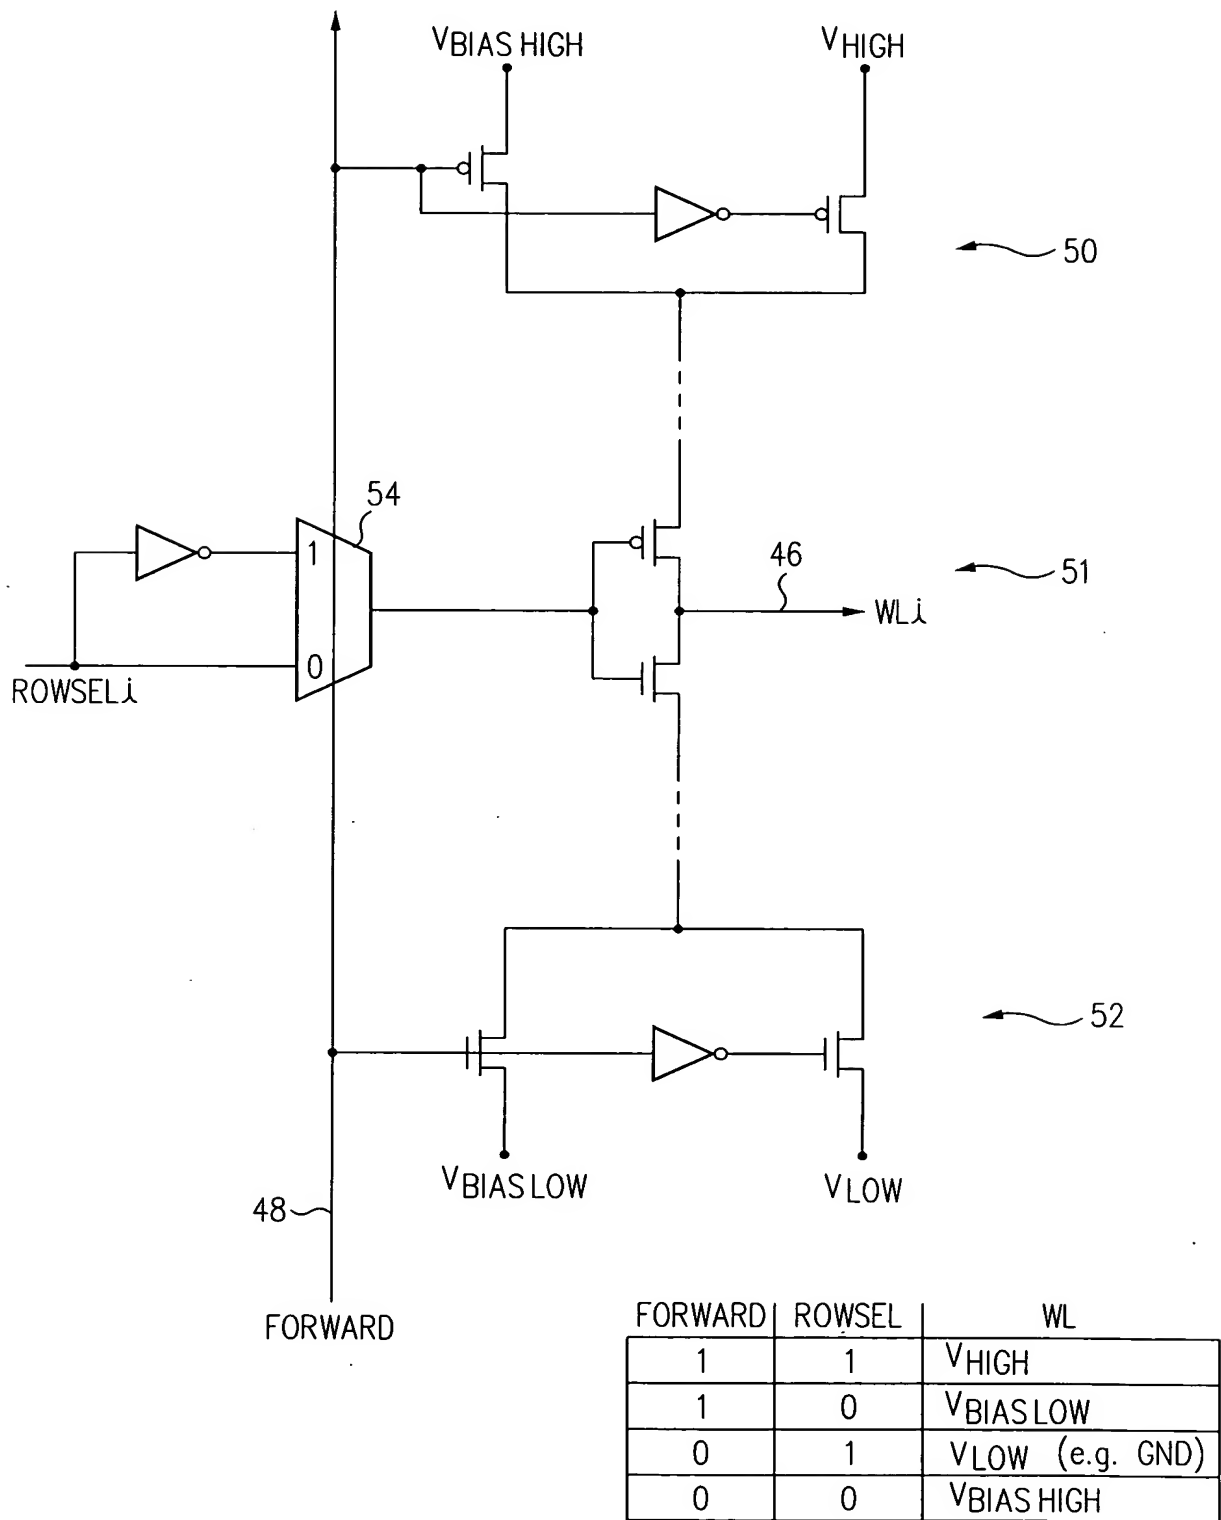 VBIAS HIGH
VHIGH
50
54
1
46
51
WLi
0
ROWSELi
52
VBIAS LOW
VLOW
48
FORWARD
FORWARD ROWSEL WL
1 1 VHIGH
1 0 VBIAS LOW
0 1 VLOW (e.g. GND)
0 0 VBIAS HIGH